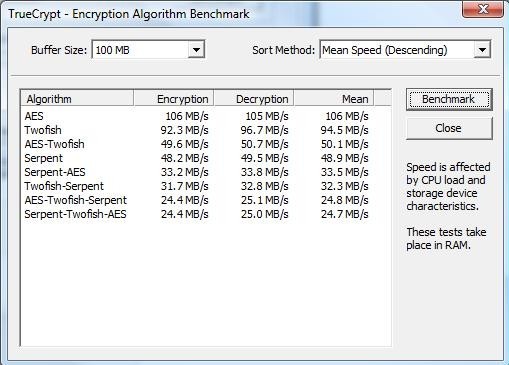 TrueCrypt - Encryption Algorithm Benchmark
Buffer Size: 100 MB Sort Method: Mean Speed (Descending)
Algorithm Encryption Decryption Mean
AES 106 MB/s 105 MB/s 106 MB/s
Twofish 92.3 MB/s 96.7 MB/s 94.5 MB/s
AES-Twofish 49.6 MB/s 50.7 MB/s 50.1 MB/s
Serpent 48.2 MB/s 49.5 MB/s 48.9 MB/s
Serpent-AES 33.2 MB/s 33.8 MB/s 33.5 MB/s
Twofish-Serpent 31.7 MB/s 32.8 MB/s 32.3 MB/s
AES-Twofish-Serpent 24.4 MB/s 25.1 MB/s 24.8 MB/s
Serpent-Twofish-AES 24.4 MB/s 25.0 MB/s 24.7 MB/s
Benchmark
Close
Speed is affected
by CPU load and
storage device
characteristics.
These tests take
place in RAM.